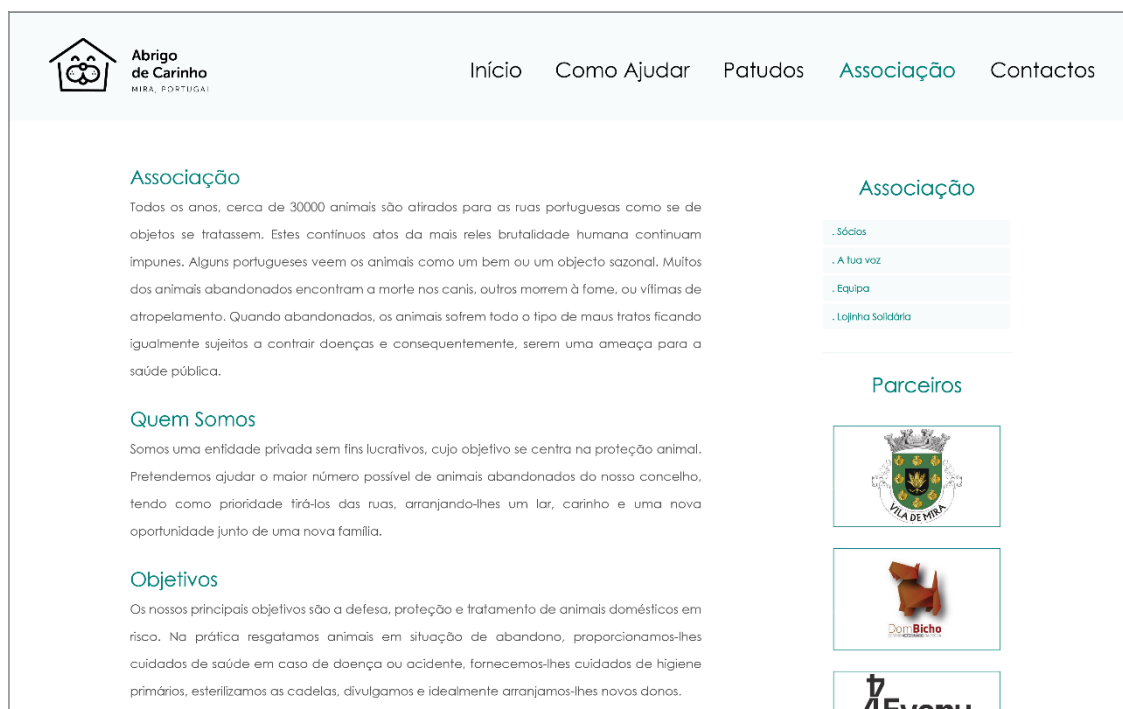 Abrigo
de Carinho
MIRA, PORTUGAL
Início Como Ajudar Patudos Associação Contactos
Associação
Todos os anos, cerca de 30000 animais são atirados para as ruas portuguesas como se de
objetos se tratassem. Estes contínuos atos da mais reles brutalidade humana continuam
impunes. Alguns portugueses veem os animais como um bem ou um objecto sazonal. Muitos
dos animais abandonados encontram a morte nos canis, outros morrem à fome, ou vítimas de
atropelamento. Quando abandonados, os animais sofrem todo o tipo de maus tratos ficando
igualmente sujeitos a contrair doenças e consequentemente, serem uma ameaça para a
saúde pública.
Quem Somos
Somos uma entidade privada sem fins lucrativos, cujo objetivo se centra na proteção animal.
Pretendemos ajudar o maior número possível de animais abandonados do nosso concelho,
tendo como prioridade tirá-los das ruas, arranjando-lhes um lar, carinho e uma nova
oportunidade junto de uma nova família.
Objetivos
Os nossos principais objetivos são a defesa, proteção e tratamento de animais domésticos em
risco. Na prática resgatamos animais em situação de abandono, proporcionamos-lhes
cuidados de saúde em caso de doença ou acidente, fornecemos-lhes cuidados de higiene
primários, esterilizamos as cadelas, divulgamos e idealmente arranjamos-lhes novos donos.
Associação
. Sócios
. A tua voz
. Equipa
. Lojinha Solidária
Parceiros
VILA DE MIRA
DomBicho